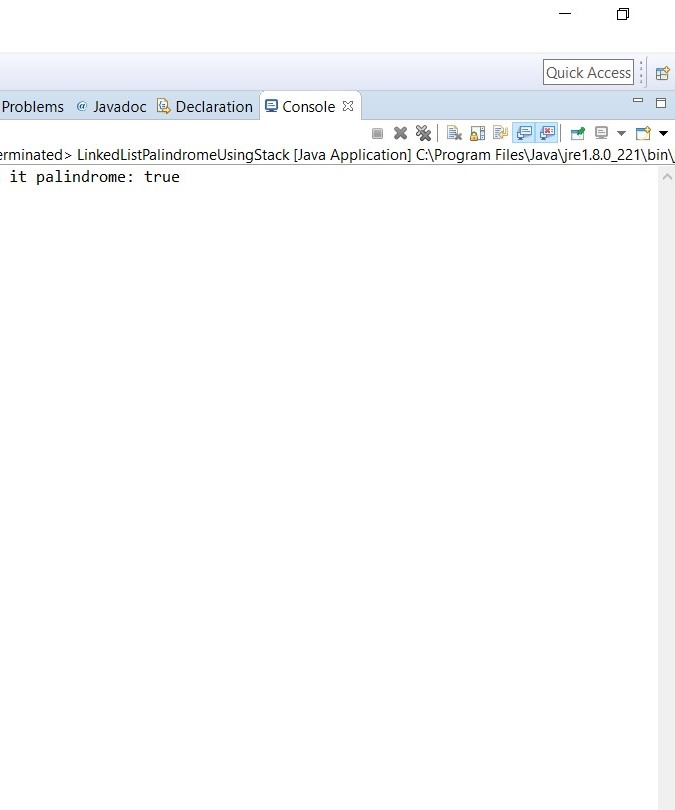 Quick Access
Problems @ Javadoc Declaration Console
erminated> LinkedListPalindromeUsingStack [Java Application] C:\Program Files\Java\jre1.8.0_221\bin\
it palindrome: true